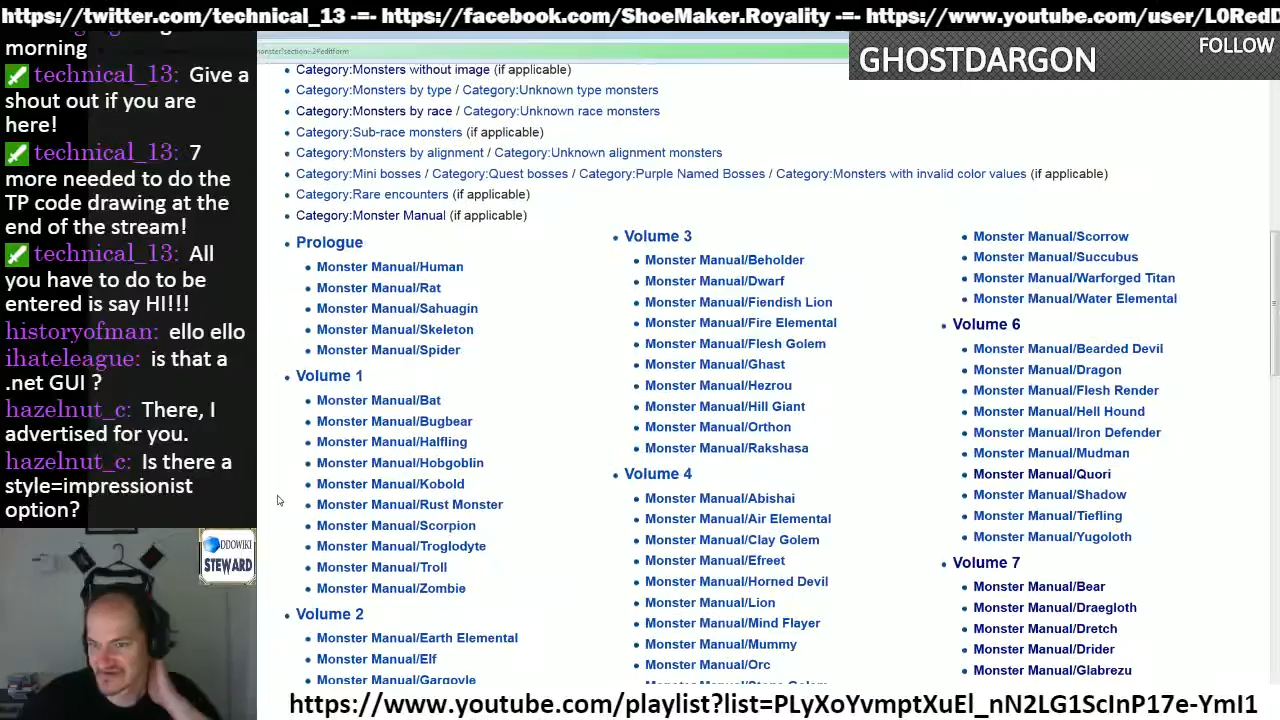 https://twitter.com/technical_13 -=- https://facebook.com/ShoeMaker.Royality -=- https://www.youtube.com/user/L0RedD
morning
technical_13: Give a
shout out if you are
here!
technical_13: 7
more needed to do the
TP code drawing at the
end of the stream!
technical_13: All
you have to do to be
entered is say HI!!!
historyofman: ello ello
ihateleague: is that a
.net GUI ?
hazelnut_c: There, I
advertised for you.
hazelnut_c: Is there a
style=impressionist
option?
DDOWIKI
STEWARD
monster?section=2#editform
GHOSTDARGON
FOLLOW
Category:Monsters without image (if applicable)
Category:Monsters by type / Category:Unknown type monsters
Category:Monsters by race / Category:Unknown race monsters
Category:Sub-race monsters (if applicable)
Category:Monsters by alignment / Category:Unknown alignment monsters
Category:Mini bosses / Category:Quest bosses / Category:Purple Named Bosses / Category:Monsters with invalid color values (if applicable)
Category:Rare encounters (if applicable)
Category:Monster Manual (if applicable)
Prologue
Monster Manual/Human
Monster Manual/Rat
Monster Manual/Sahuagin
Monster Manual/Skeleton
Monster Manual/Spider
Volume 1
Monster Manual/Bat
Monster Manual/Bugbear
Monster Manual/Halfling
Monster Manual/Hobgoblin
Monster Manual/Kobold
Monster Manual/Rust Monster
Monster Manual/Scorpion
Monster Manual/Troglodyte
Monster Manual/Troll
Monster Manual/Zombie
Volume 2
Monster Manual/Earth Elemental
Monster Manual/Elf
Monster Manual/Gargoyle
Volume 3
Monster Manual/Beholder
Monster Manual/Dwarf
Monster Manual/Fiendish Lion
Monster Manual/Fire Elemental
Monster Manual/Flesh Golem
Monster Manual/Ghast
Monster Manual/Hezrou
Monster Manual/Hill Giant
Monster Manual/Orthon
Monster Manual/Rakshasa
Volume 4
Monster Manual/Abishai
Monster Manual/Air Elemental
Monster Manual/Clay Golem
Monster Manual/Efreet
Monster Manual/Horned Devil
Monster Manual/Lion
Monster Manual/Mind Flayer
Monster Manual/Mummy
Monster Manual/Orc
Monster Manual/Stone Golem
Monster Manual/Scorrow
Monster Manual/Succubus
Monster Manual/Warforged Titan
Monster Manual/Water Elemental
Volume 6
Monster Manual/Bearded Devil
Monster Manual/Dragon
Monster Manual/Flesh Render
Monster Manual/Hell Hound
Monster Manual/Iron Defender
Monster Manual/Mudman
Monster Manual/Quori
Monster Manual/Shadow
Monster Manual/Tiefling
Monster Manual/Yugoloth
Volume 7
Monster Manual/Bear
Monster Manual/Draegloth
Monster Manual/Dretch
Monster Manual/Drider
Monster Manual/Glabrezu
https://www.youtube.com/playlist?list=PLyXoYvmptXuEl_nN2LG1ScInP17e-YmI1